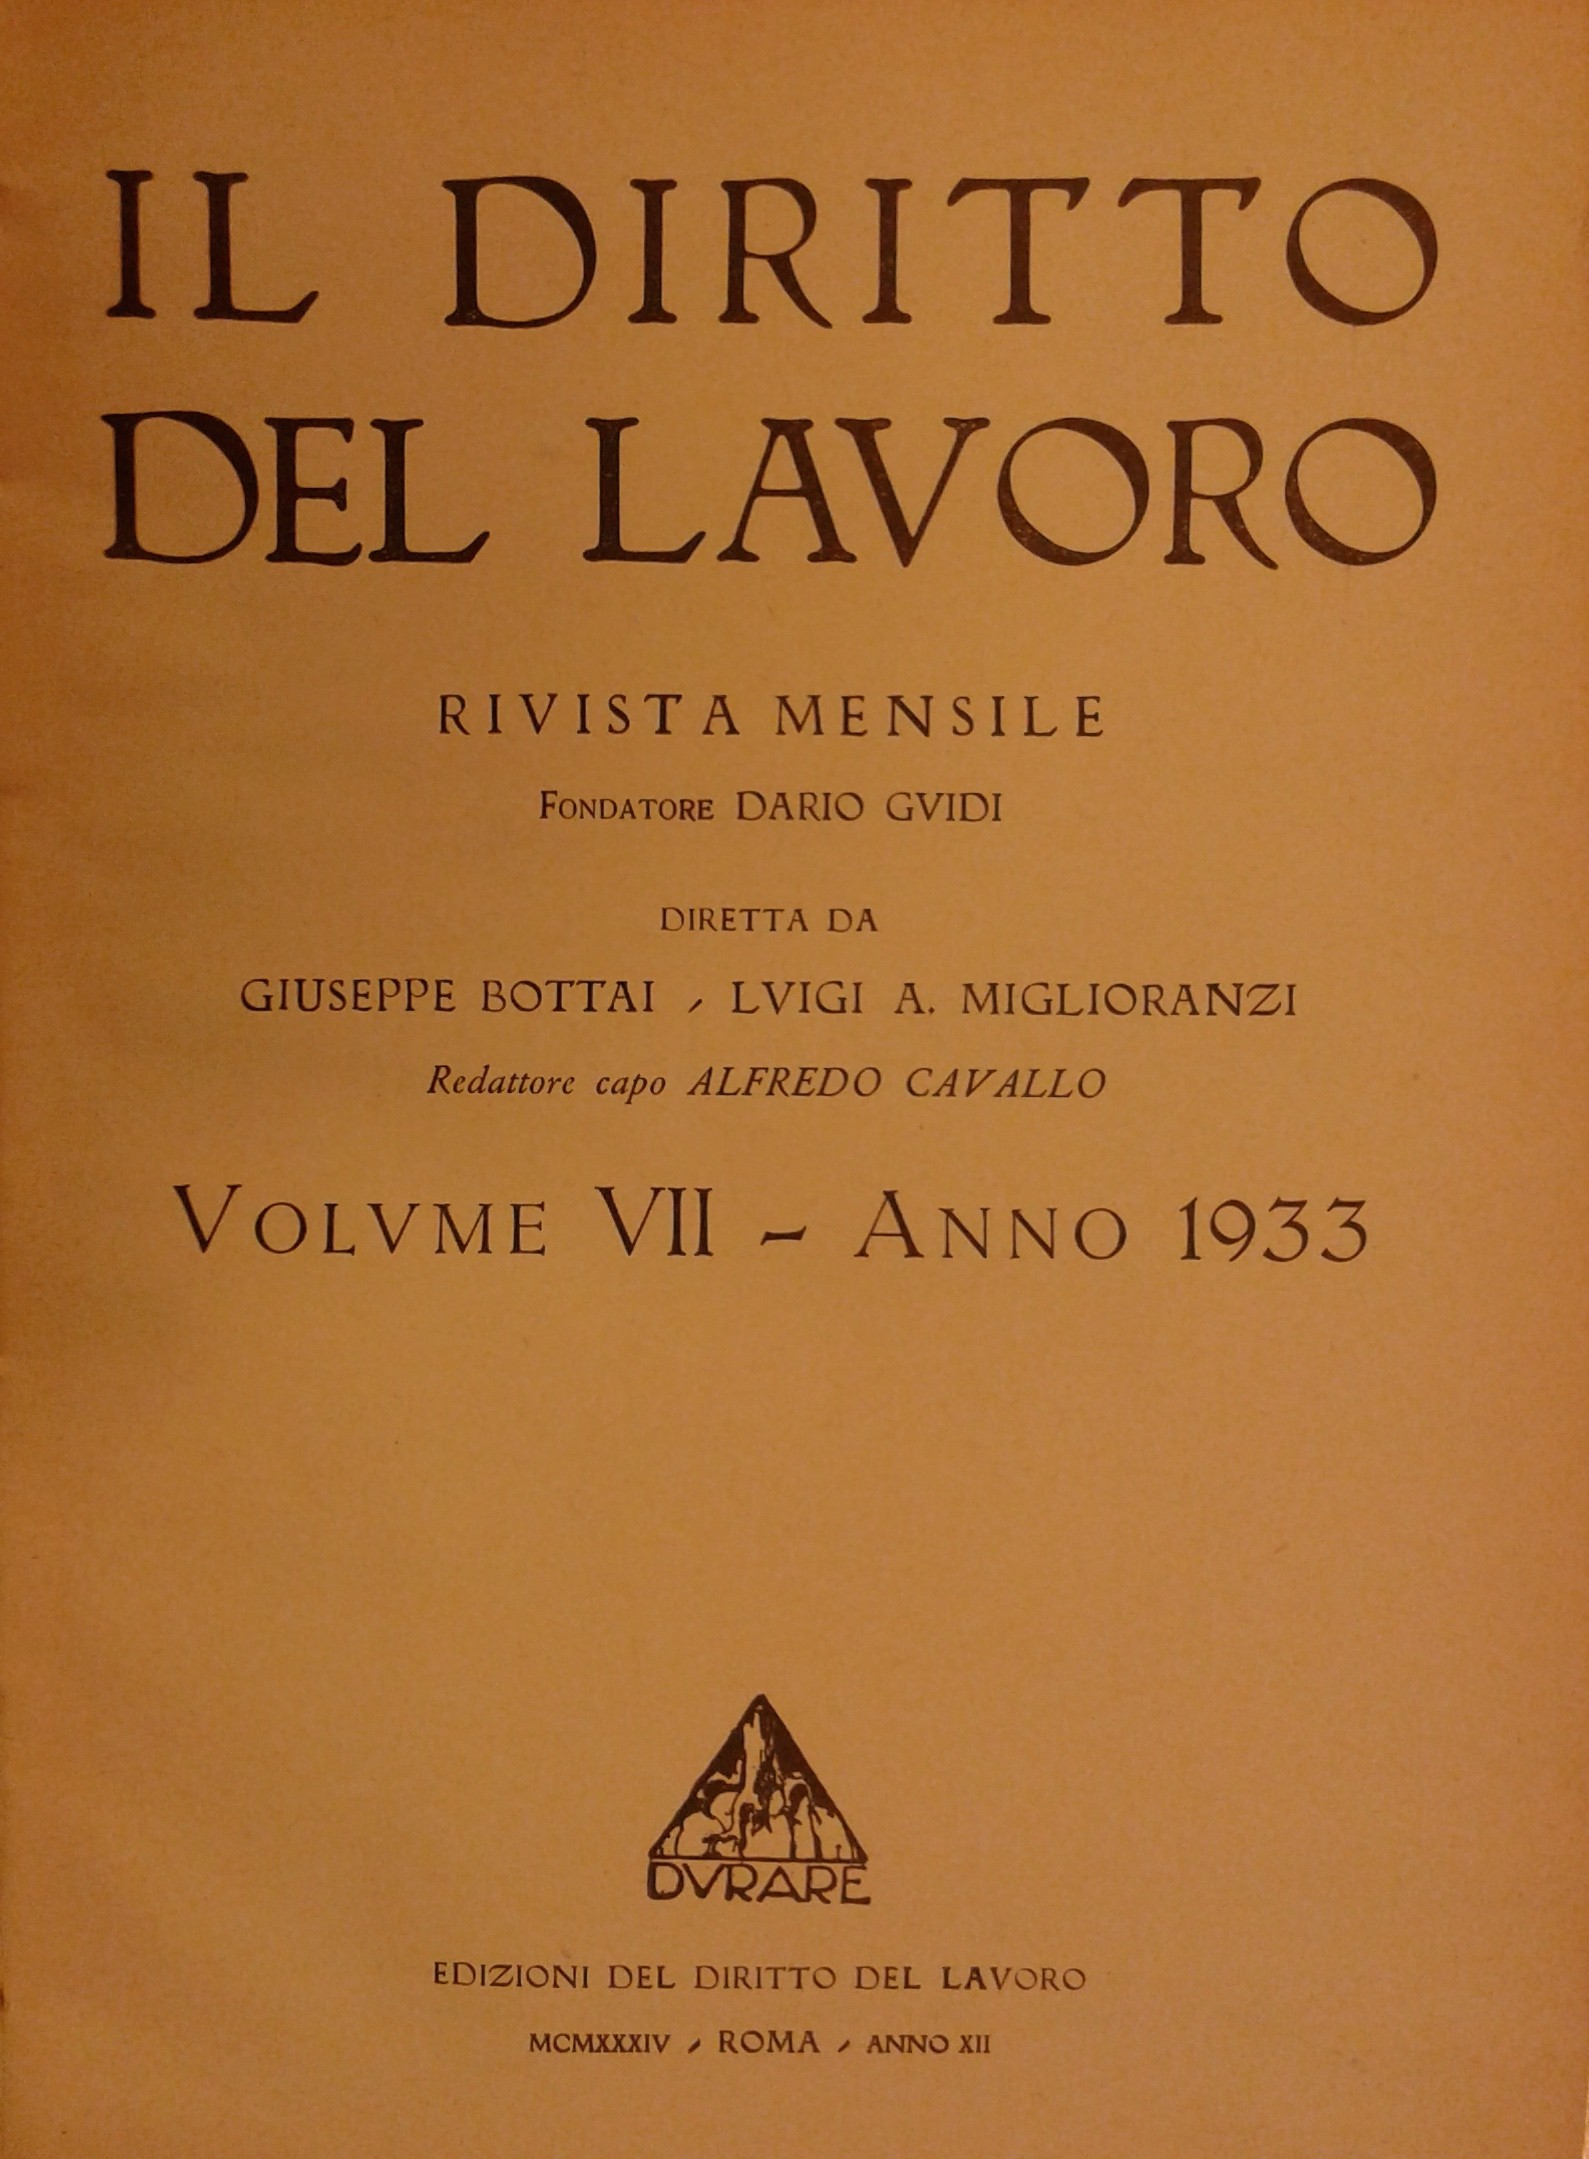 IL DIRITTO
DEL LAVORO
RIVISTA MENSILE
FONDATORE DARIO GVIDI
DIRETTA DA
GIUSEPPE BOTTAI - LVIGI A. MIGLIORANZI
Redattore capo ALFREDO CAVALLO
VOLVME VII - ANNO 1933
DVRARE
EDIZIONI DEL DIRITTO DEL LAVORO
MCMXXXIV - ROMA - ANNO XII